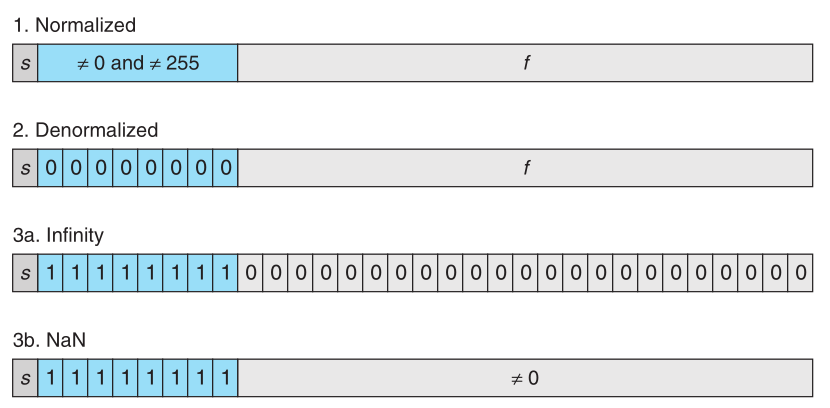 1. Normalized
s ≠ 0 and ≠ 255 f
2. Denormalized
s 0 0 0 0 0 0 0 0 f
3a. Infinity
s 1 1 1 1 1 1 1 1 0 0 0 0 0 0 0 0 0 0 0 0 0 0 0 0 0 0 0 0 0 0 0
3b. NaN
s 1 1 1 1 1 1 1 1 ≠ 0